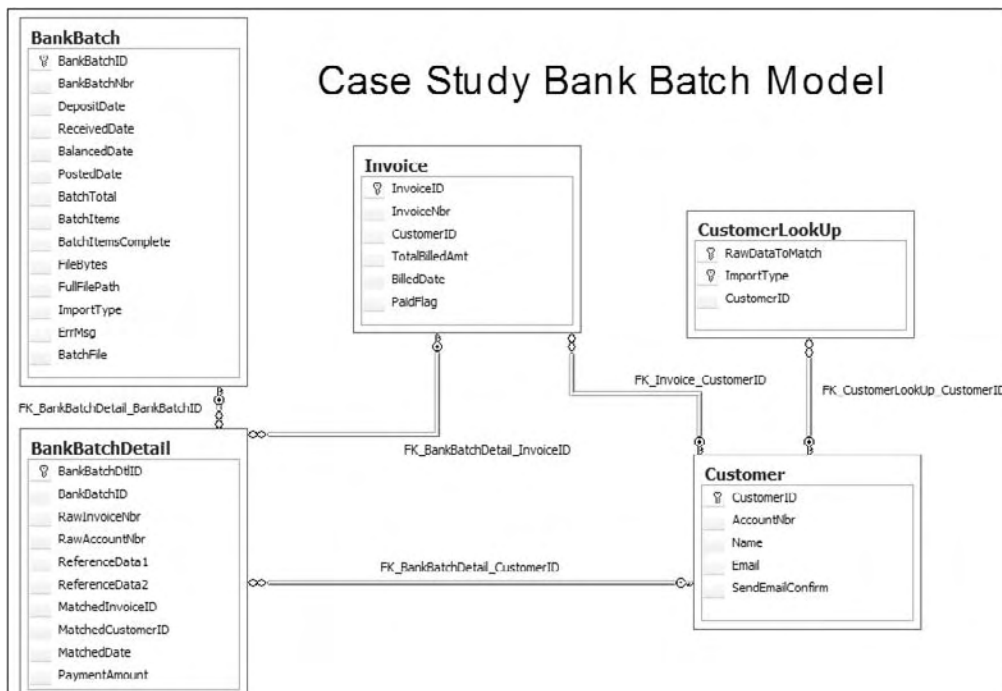 BankBatch
BankBatchID
BankBatchNbr
DepositDate
ReceivedDate
BalancedDate
PostedDate
BatchTotal
BatchItems
BatchItemsComplete
FileBytes
FullFilePath
ImportType
ErrMsg
BatchFile
Case Study Bank Batch Model
Invoice
InvoiceID
InvoiceNbr
CustomerID
TotalBilledAmt
BilledDate
PaidFlag
CustomerLookUp
RawDataToMatch
ImportType
CustomerID
FK_BankBatchDetail_BankBatchID
FK_Invoice_CustomerID
FK_CustomerLookUp_CustomerID
FK_BankBatchDetail_InvoiceID
BankBatchDetail
BankBatchDtlID
BankBatchID
RawInvoiceNbr
RawAccountNbr
ReferenceData1
ReferenceData2
MatchedInvoiceID
MatchedCustomerID
MatchedDate
PaymentAmount
FK_BankBatchDetail_CustomerID
Customer
CustomerID
AccountNbr
Name
Email
SendEmailConfirm